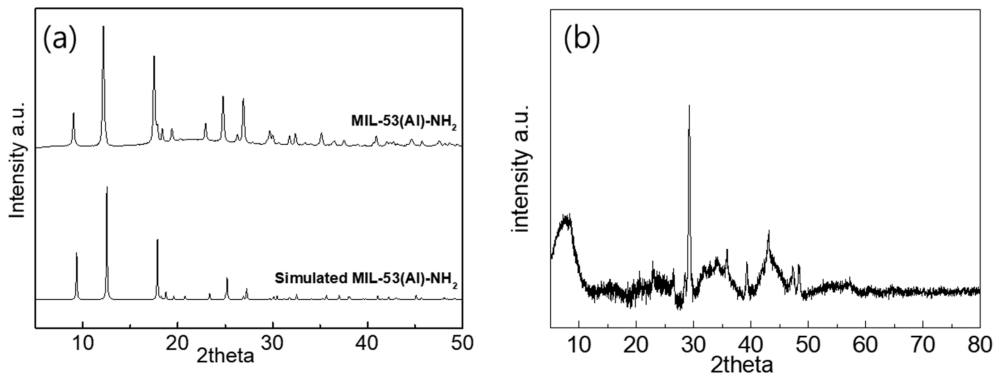 (a)
MIL-53(Al)-NH2
Simulated MIL-53(Al)-NH2
Intensity a.u.
10 20 30 40 50
2theta
(b)
intensity a.u.
10 20 30 40 50 60 70 80
2theta